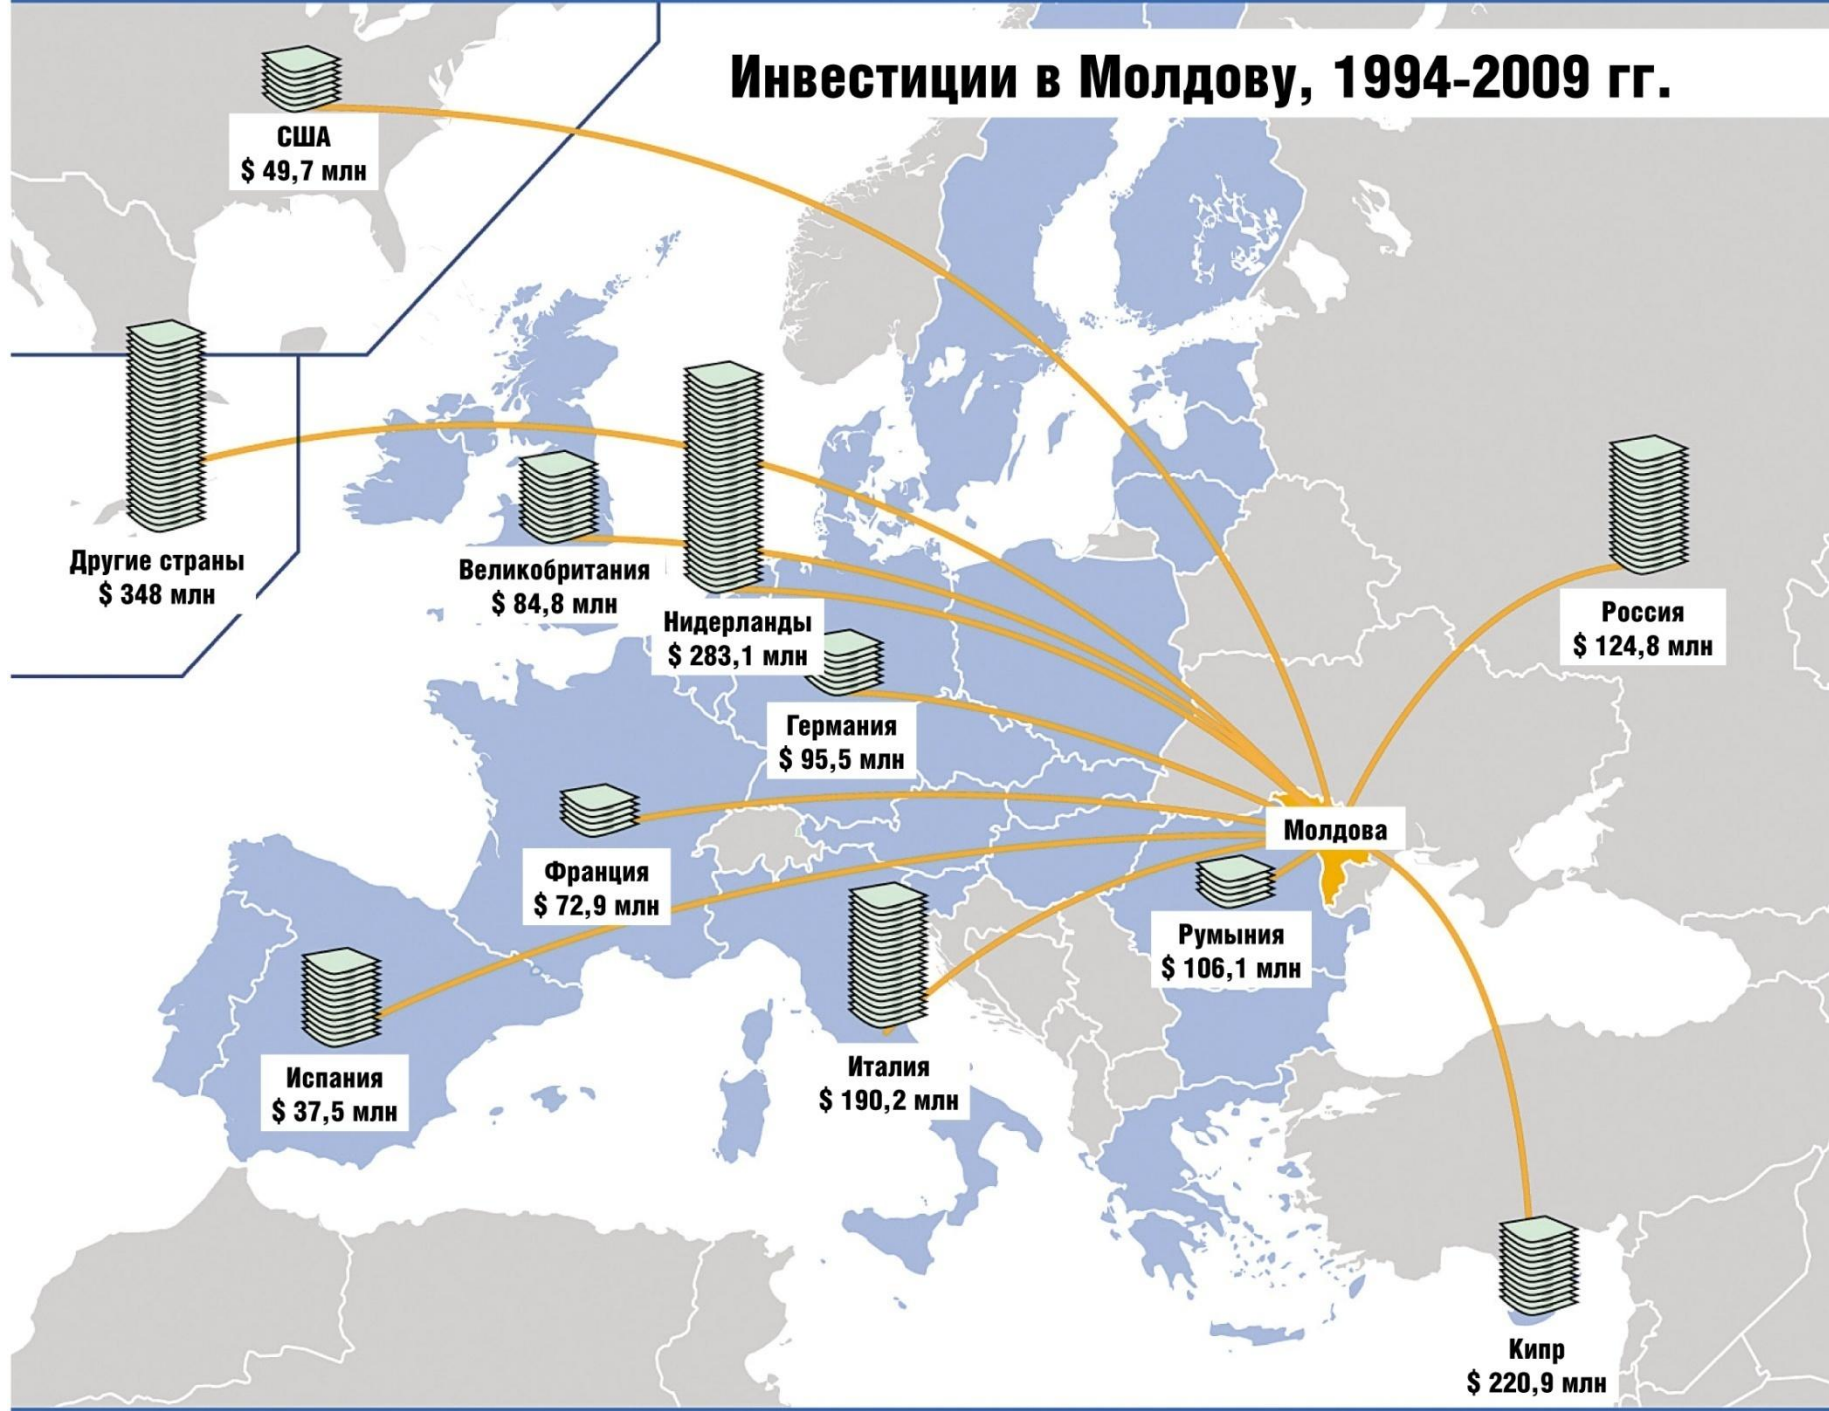 Инвестиции в Молдову, 1994-2009 гг.
США
$ 49,7 млн
Другие страны
$ 348 млн
Великобритания
$ 84,8 млн
Нидерланды
$ 283,1 млн
Россия
$ 124,8 млн
Германия
$ 95,5 млн
Молдова
Франция
$ 72,9 млн
Румыния
$ 106,1 млн
Испания
$ 37,5 млн
Италия
$ 190,2 млн
Кипр
$ 220,9 млн